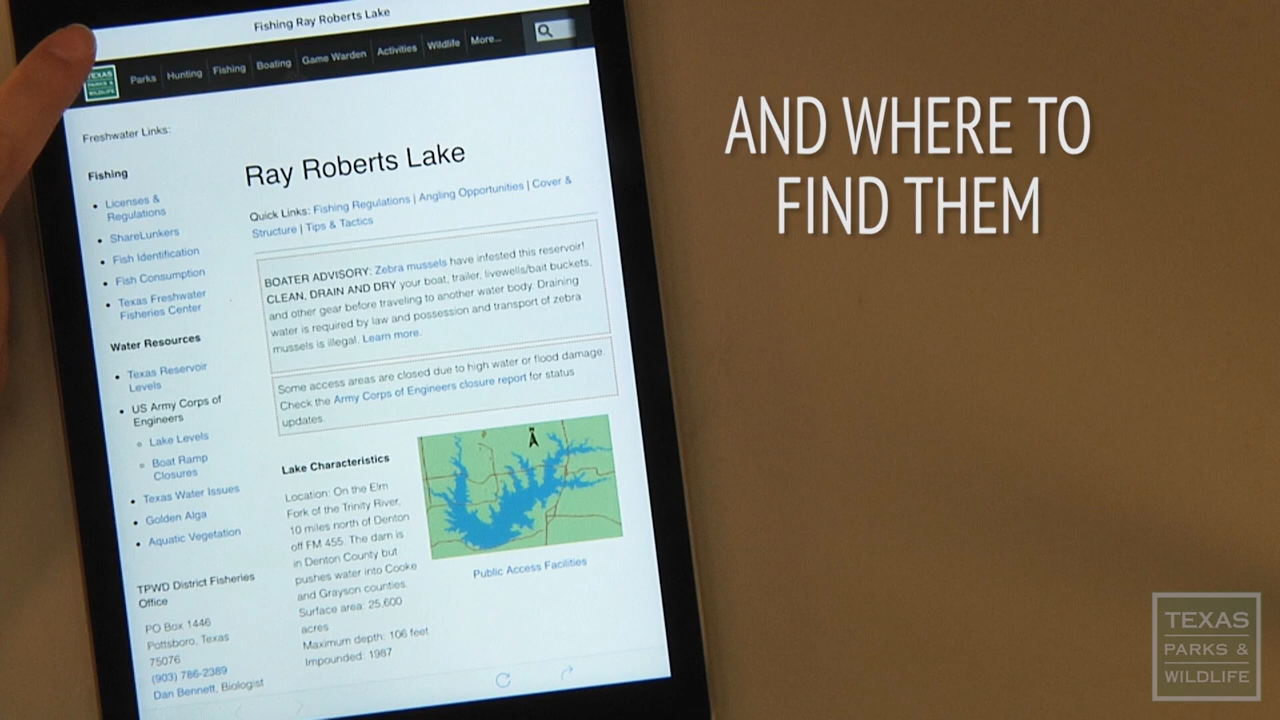 Fishing Ray Roberts Lake
TEXAS
PARKS &
WILDLIFE
Parks Hunting Fishing Boating Game Warden Activities Wildlife More...
Freshwater Links:
Fishing
• Licenses &
Regulations
• ShareLunkers
• Fish Identification
• Fish Consumption
• Texas Freshwater
Fisheries Center
Water Resources
• Texas Reservoir
Levels
• US Army Corps of
Engineers
Lake Levels
Boat Ramp
Closures
• Texas Water Issues
• Golden Alga
• Aquatic Vegetation
TPWD District Fisheries
Office
PO Box 1446
Pottsboro, Texas
75076
(903) 786-2389
Dan Bennett, Biologist
Ray Roberts Lake
Quick Links: Fishing Regulations | Angling Opportunities | Cover &
Structure | Tips & Tactics
BOATER ADVISORY: Zebra mussels have infested this reservoir!
CLEAN, DRAIN AND DRY your boat, trailer, livewells/bait buckets,
and other gear before traveling to another water body. Draining
water is required by law and possession and transport of zebra
mussels is illegal. Learn more.
Some access areas are closed due to high water or flood damage.
Check the Army Corps of Engineers closure report for status
updates.
Lake Characteristics
Location: On the Elm
Fork of the Trinity River,
10 miles north of Denton
off FM 455. The dam is
in Denton County but
pushes water into Cooke
and Grayson counties.
Surface area: 25,600
acres
Maximum depth: 106 feet
Impounded: 1987
N
Public Access Facilities
AND WHERE TO
FIND THEM
TEXAS
PARKS &
WILDLIFE